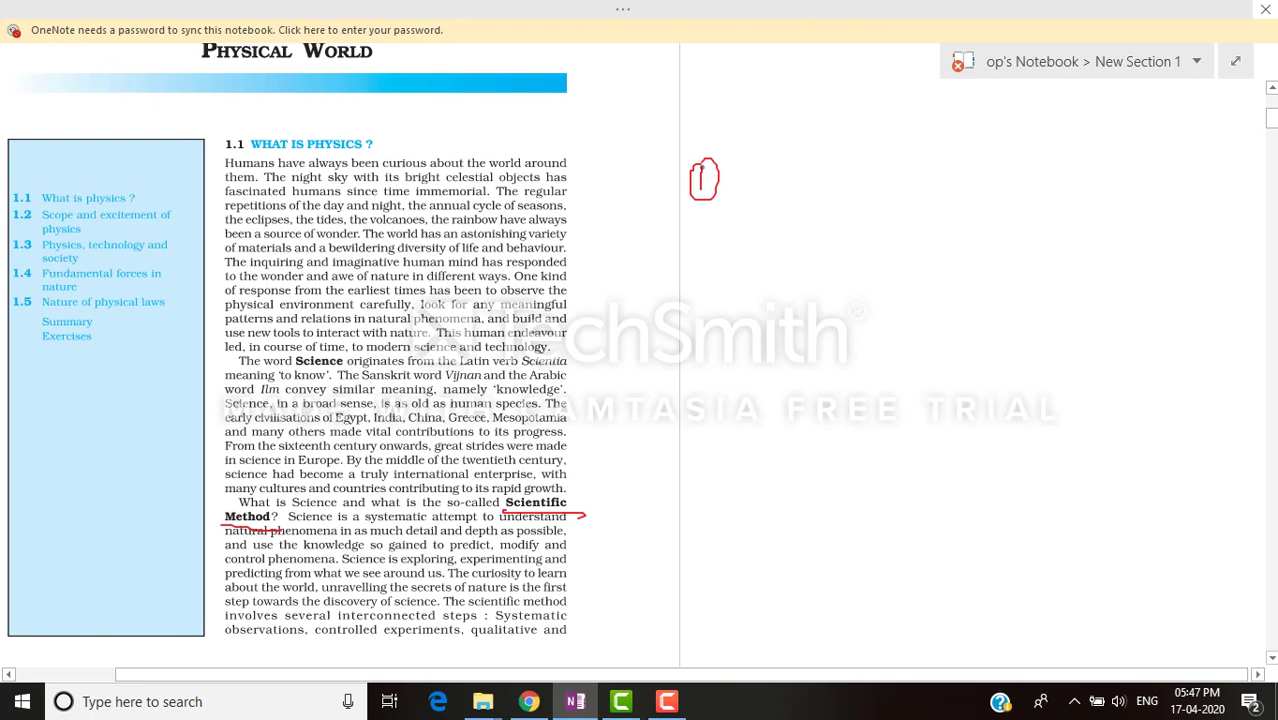 OneNote needs a password to sync this notebook. Click here to enter your password.
PHYSICAL WORLD
op's Notebook > New Section 1
1.1 WHAT IS PHYSICS ?
Humans have always been curious about the world around
them. The night sky with its bright celestial objects has
fascinated humans since time immemorial. The regular
repetitions of the day and night, the annual cycle of seasons,
the eclipses, the tides, the volcanoes, the rainbow have always
been a source of wonder. The world has an astonishing variety
of materials and a bewildering diversity of life and behaviour.
The inquiring and imaginative human mind has responded
to the wonder and awe of nature in different ways. One kind
of response from the earliest times has been to observe the
physical environment carefully, look for any meaningful
patterns and relations in natural phenomena, and build and
use new tools to interact with nature. This human endeavour
led, in course of time, to modern science and technology.
The word Science originates from the Latin verb Scientia
meaning ‘to know’. The Sanskrit word Vijnan and the Arabic
word Ilm convey similar meaning, namely ‘knowledge’.
Science, in a broad sense, is as old as human species. The
early civilisations of Egypt, India, China, Greece, Mesopotamia
and many others made vital contributions to its progress.
From the sixteenth century onwards, great strides were made
in science in Europe. By the middle of the twentieth century,
science had become a truly international enterprise, with
many cultures and countries contributing to its rapid growth.
What is Science and what is the so-called Scientific
Method? Science is a systematic attempt to understand
natural phenomena in as much detail and depth as possible,
and use the knowledge so gained to predict, modify and
control phenomena. Science is exploring, experimenting and
predicting from what we see around us. The curiosity to learn
about the world, unravelling the secrets of nature is the first
step towards the discovery of science. The scientific method
involves several interconnected steps : Systematic
observations, controlled experiments, qualitative and
1.1 What is physics ?
1.2 Scope and excitement of
physics
1.3 Physics, technology and
society
1.4 Fundamental forces in
nature
1.5 Nature of physical laws
Summary
Exercises
1
TechSmith®
MADE WITH CAMTASIA FREE TRIAL
Type here to search
ENG
05:47 PM
17-04-2020
2